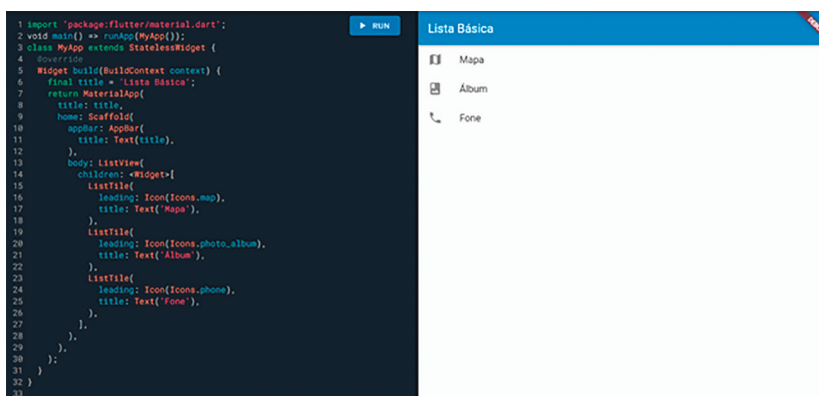 1 import 'package:flutter/material.dart';
2 void main() => runApp(MyApp());
3 class MyApp extends StatelessWidget {
4   @override
5   Widget build(BuildContext context) {
6     final title = 'Lista Básica';
7     return MaterialApp(
8       title: title,
9       home: Scaffold(
10         appBar: AppBar(
11           title: Text(title),
12         ),
13         body: ListView(
14           children: <Widget>[
15             ListTile(
16               leading: Icon(Icons.map),
17               title: Text('Mapa'),
18             ),
19             ListTile(
20               leading: Icon(Icons.photo_album),
21               title: Text('Álbum'),
22             ),
23             ListTile(
24               leading: Icon(Icons.phone),
25               title: Text('Fone'),
26             ),
27           ],
28         ),
29       ),
30     );
31   }
32 }
33
RUN
Lista Básica
Mapa
Álbum
Fone